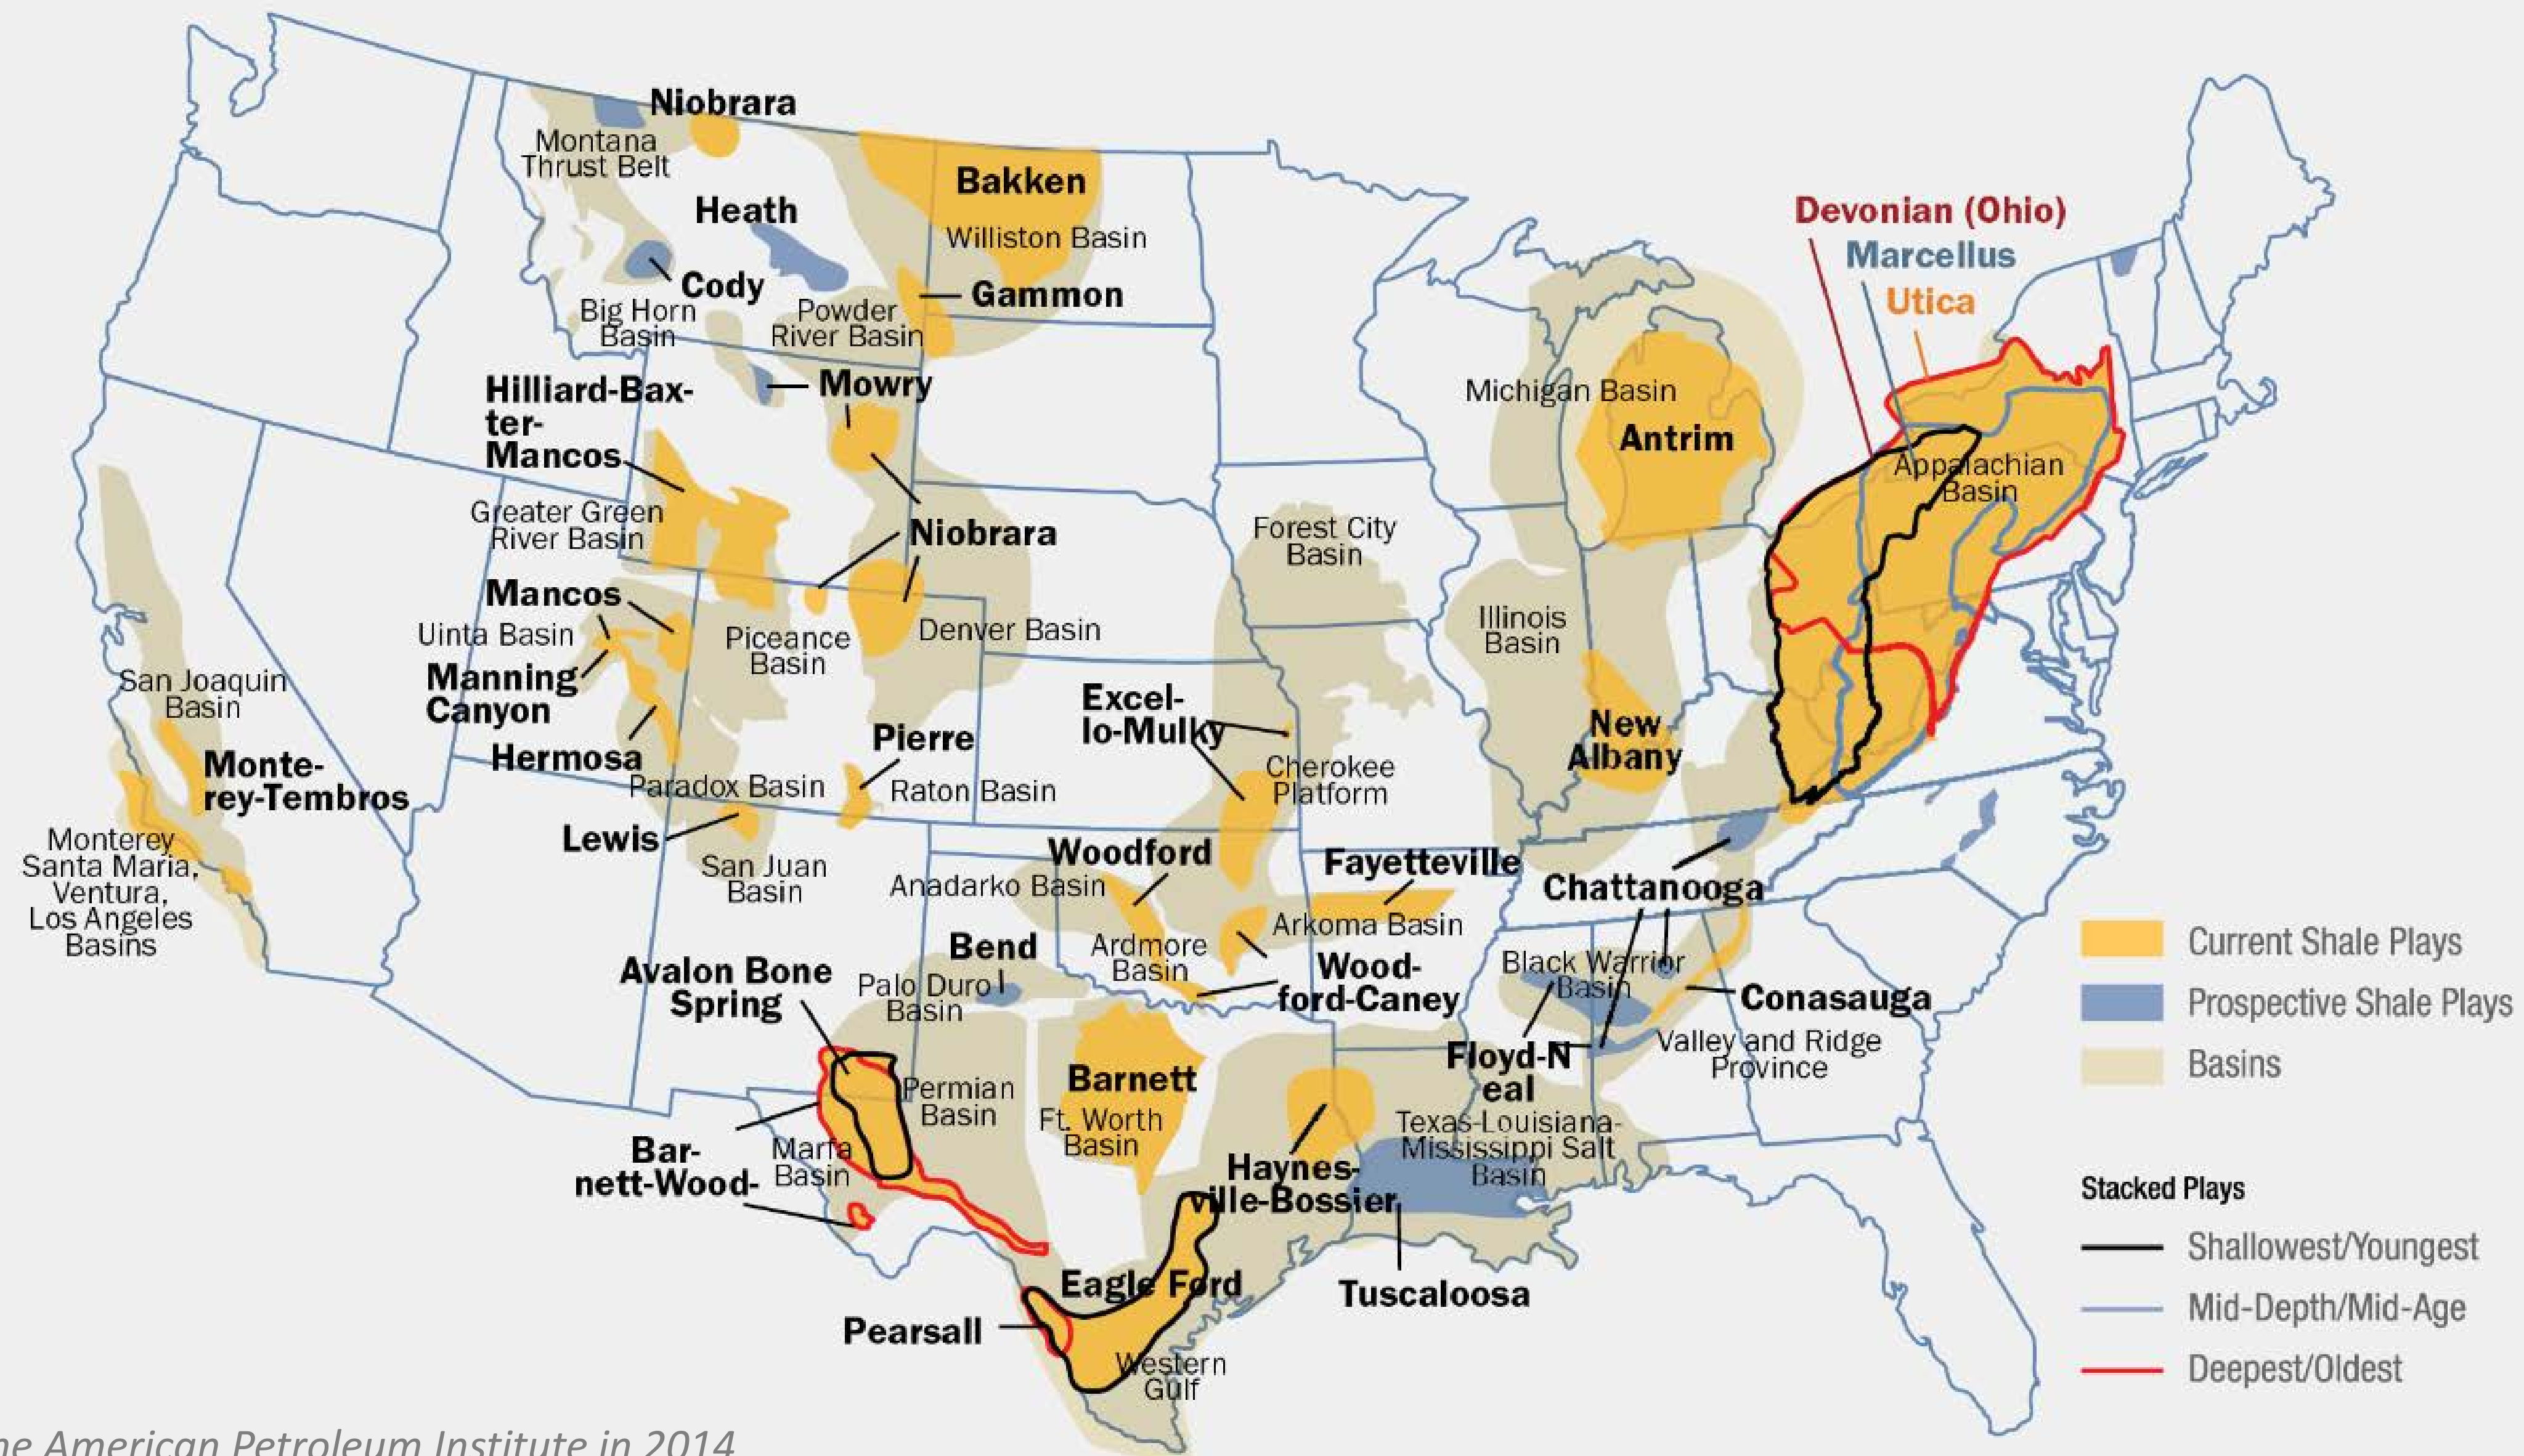 Niobrara
Montana
Thrust Belt
Bakken
Heath
Williston Basin
Cody
Gammon
Big Horn
Basin
Powder
River Basin
Devonian (Ohio)
Marcellus
Utica
Hilliard-Bax-
ter-
Mancos
Mowry
Michigan Basin
Antrim
Appalachian
Basin
Greater Green
River Basin
Niobrara
Forest City
Basin
Mancos
Uinta Basin
Piceance
Basin
Denver Basin
Illinois
Basin
Manning
Canyon
San Joaquin
Basin
Excel-
lo-Mulky
New
Albany
Hermosa
Pierre
Monte-
rey-Tembros
Paradox Basin
Raton Basin
Cherokee
Platform
Lewis
Monterey
Santa Maria,
Ventura,
Los Angeles
Basins
San Juan
Basin
Woodford
Anadarko Basin
Fayetteville
Chattanooga
Arkoma Basin
Bend
Ardmore
Basin
Avalon Bone
Spring
Palo Duro
Basin
Wood-
ford-Caney
Black Warrior
Basin
Conasauga
Floyd-N
eal
Valley and Ridge
Province
Permian
Basin
Barnett
Ft. Worth
Basin
Texas-Louisiana-
Mississippi Salt
Basin
Bar-
nett-Wood-
Marfa
Basin
Haynes-
ville-Bossier
Eagle Ford
Tuscaloosa
Pearsall
Western
Gulf
Current Shale Plays
Prospective Shale Plays
Basins
Stacked Plays
Shallowest/Youngest
Mid-Depth/Mid-Age
Deepest/Oldest
American Petroleum Institute in 2014